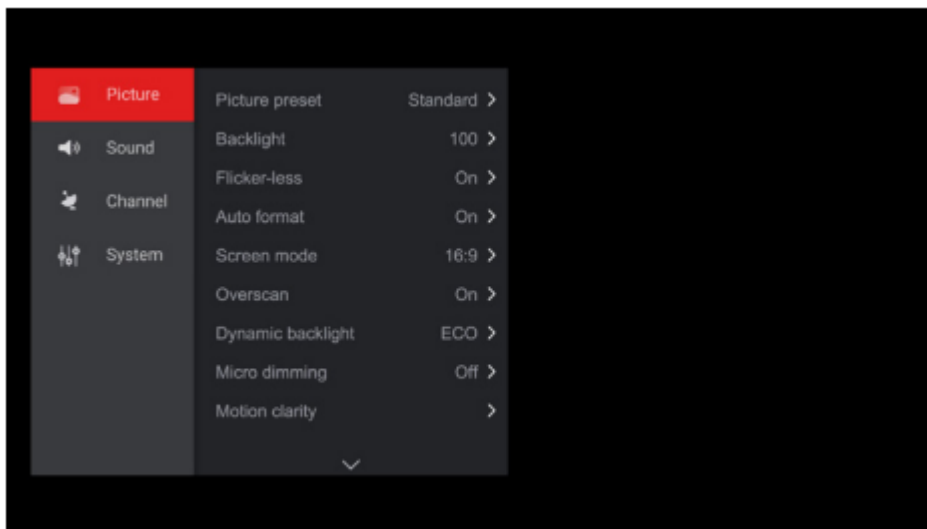 Picture
Sound
Channel
System
Picture preset Standard
Backlight 100
Flicker-less On
Auto format On
Screen mode 16:9
Overscan On
Dynamic backlight ECO
Micro dimming Off
Motion clarity